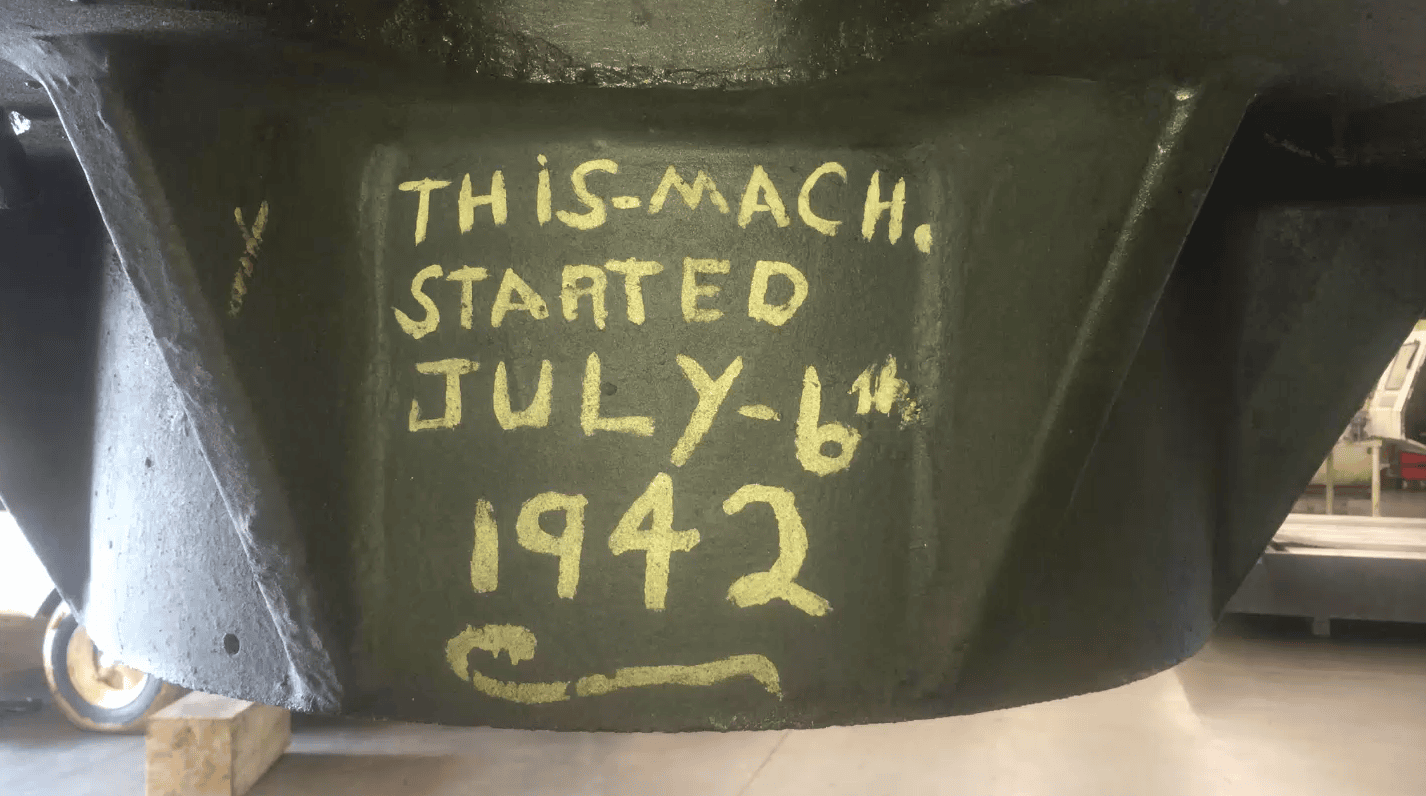 THiS-MACH.
STARTED
JULY-6th
1942